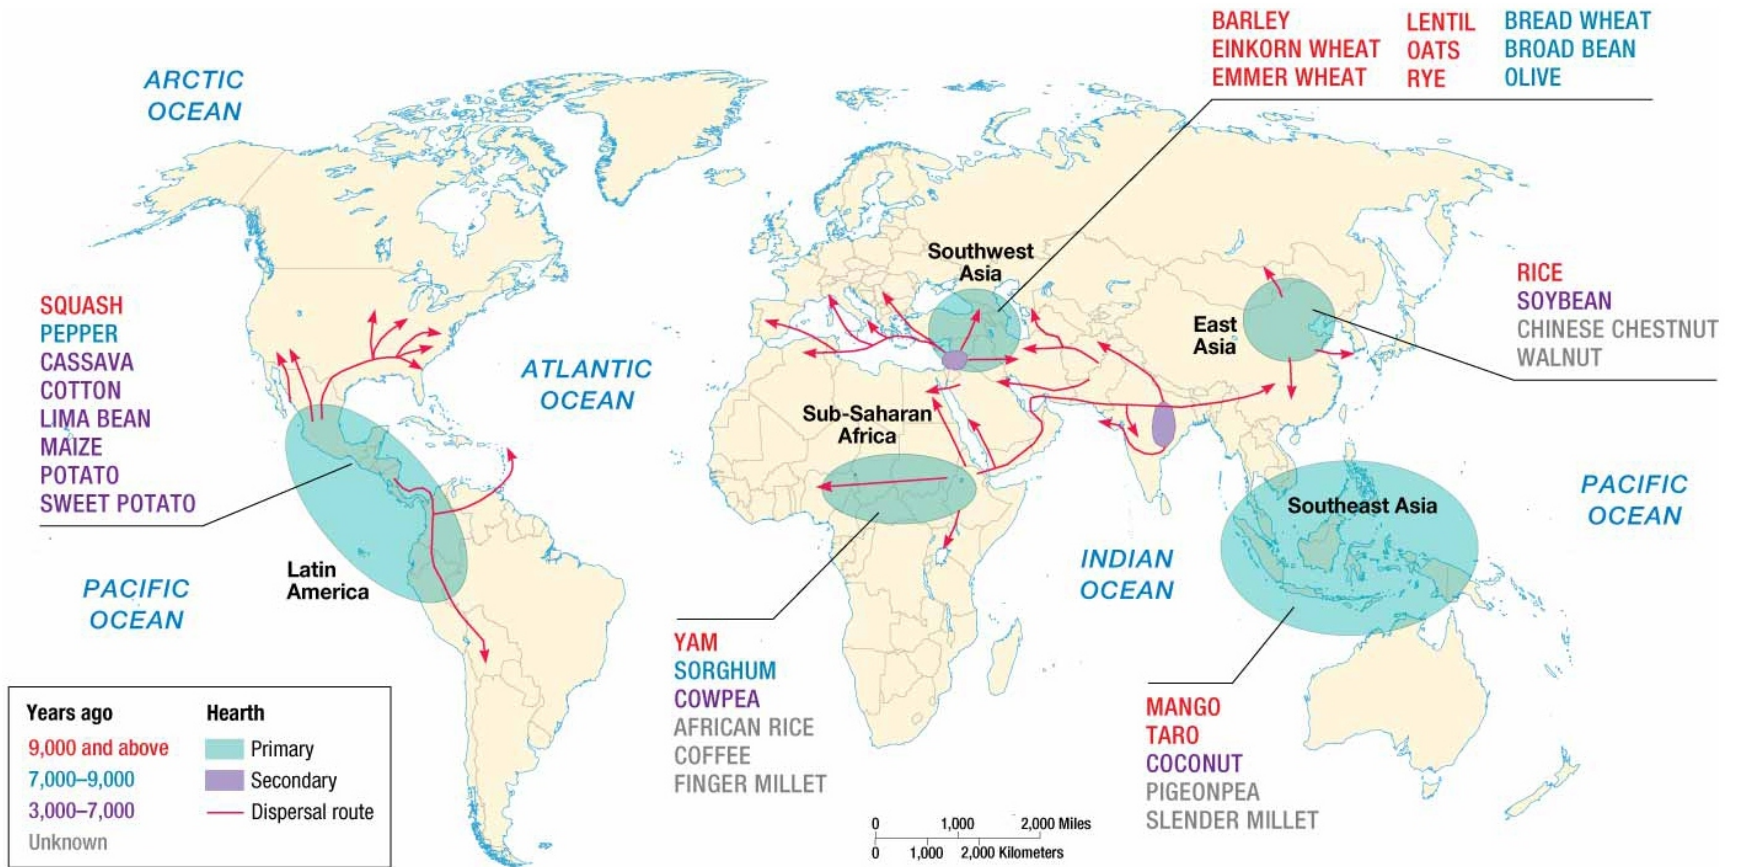 BARLEY
EINKORN WHEAT
EMMER WHEAT
LENTIL
OATS
RYE
BREAD WHEAT
BROAD BEAN
OLIVE
ARCTIC
OCEAN
Southwest
Asia
SQUASH
PEPPER
CASSAVA
COTTON
LIMA BEAN
MAIZE
POTATO
SWEET POTATO
ATLANTIC
OCEAN
East
Asia
RICE
SOYBEAN
CHINESE CHESTNUT
WALNUT
Sub-Saharan
Africa
Southeast Asia
PACIFIC
OCEAN
INDIAN
OCEAN
Latin
America
PACIFIC
OCEAN
YAM
SORGHUM
COWPEA
AFRICAN RICE
COFFEE
FINGER MILLET
MANGO
TARO
COCONUT
PIGEONPEA
SLENDER MILLET
Years ago
9,000 and above
7,000–9,000
3,000–7,000
Unknown
Hearth
Primary
Secondary
Dispersal route
0 1,000 2,000 Miles
0 1,000 2,000 Kilometers